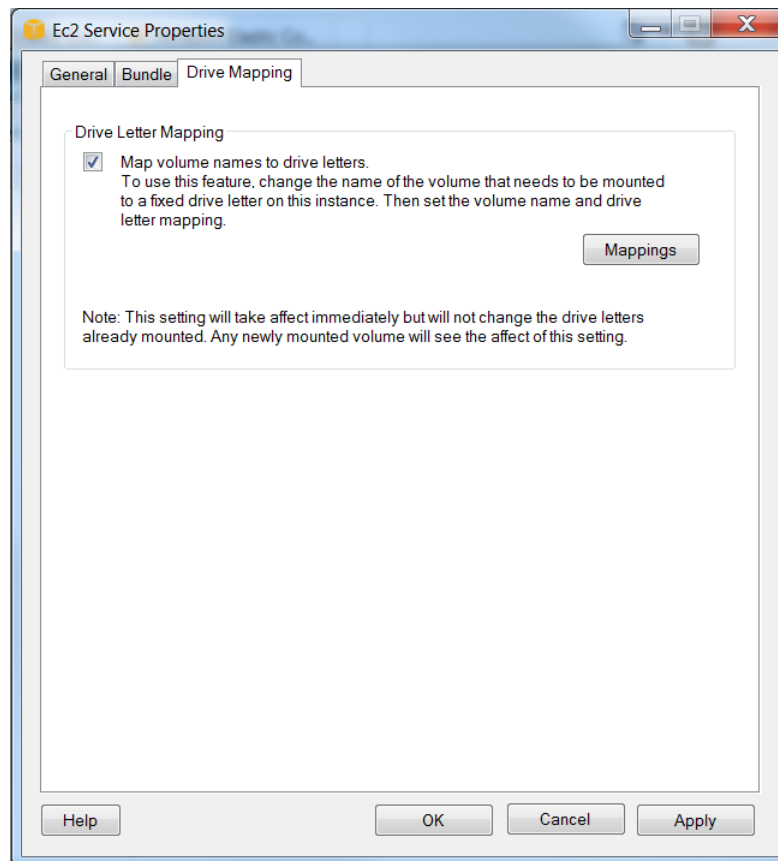 Ec2 Service Properties
General
Bundle
Drive Mapping
Drive Letter Mapping
Map volume names to drive letters.
To use this feature, change the name of the volume that needs to be mounted
to a fixed drive letter on this instance. Then set the volume name and drive
letter mapping.
Mappings
Note: This setting will take affect immediately but will not change the drive letters
already mounted. Any newly mounted volume will see the affect of this setting.
Help
OK
Cancel
Apply